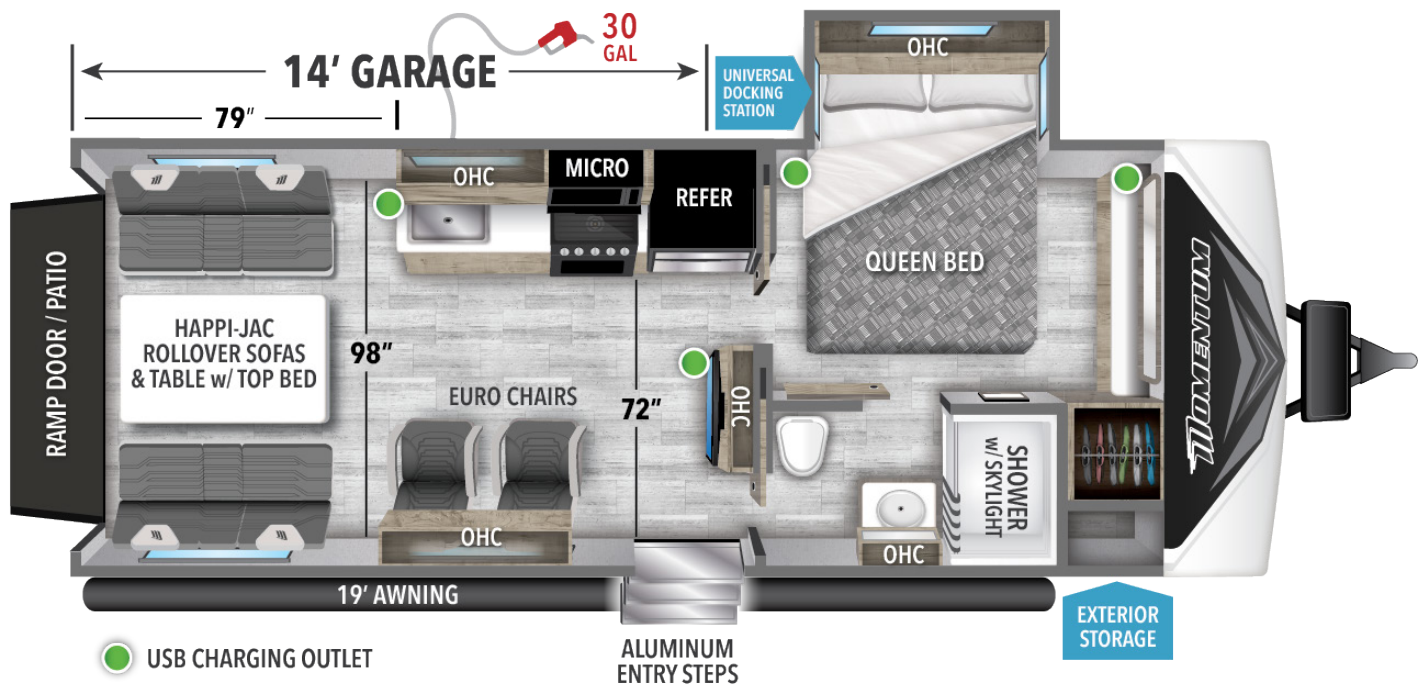 30
GAL
14' GARAGE
79"
UNIVERSAL
DOCKING
STATION
OHC
OHC
MICRO
REFER
QUEEN BED
RAMP DOOR / PATIO
HAPPI-JAC
ROLLOVER SOFAS
& TABLE w/ TOP BED
98"
EURO CHAIRS
72"
OHC
SHOWER
w/ SKYLIGHT
MOMENTUM
OHC
OHC
19' AWNING
EXTERIOR
STORAGE
USB CHARGING OUTLET
ALUMINUM
ENTRY STEPS